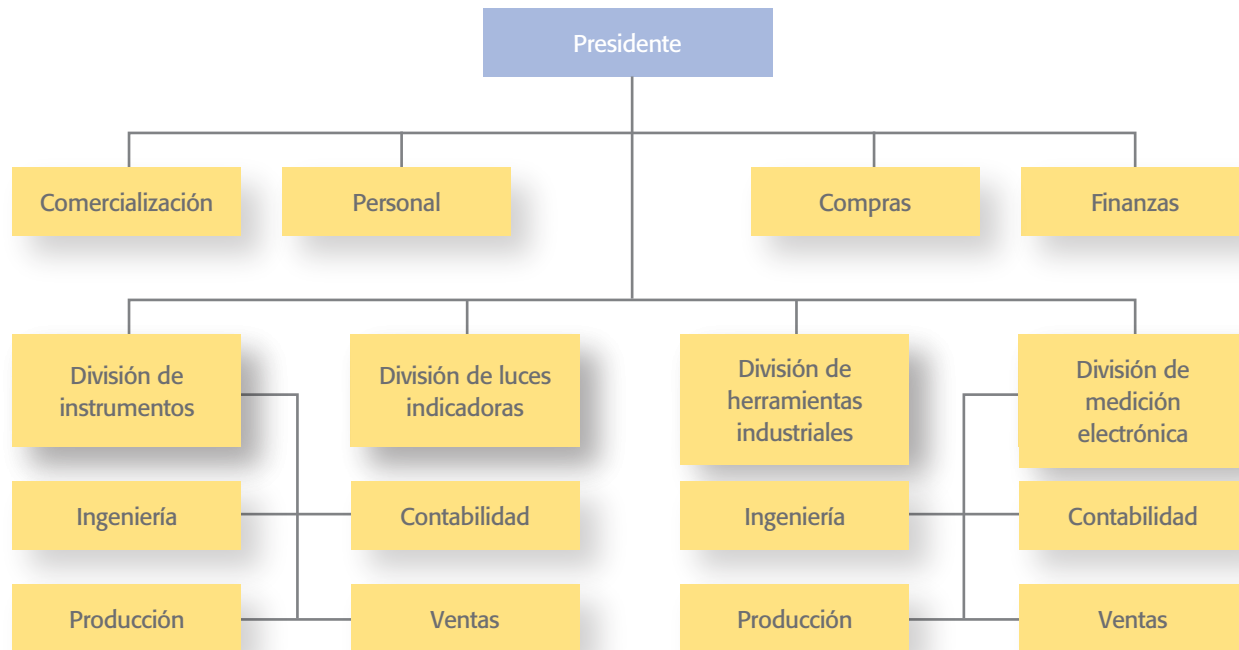 Presidente
Comercialización
Personal
Compras
Finanzas
División de
instrumentos
División de luces
indicadoras
División de
herramientas
industriales
División de
medición
electrónica
Ingeniería
Contabilidad
Ingeniería
Contabilidad
Producción
Ventas
Producción
Ventas